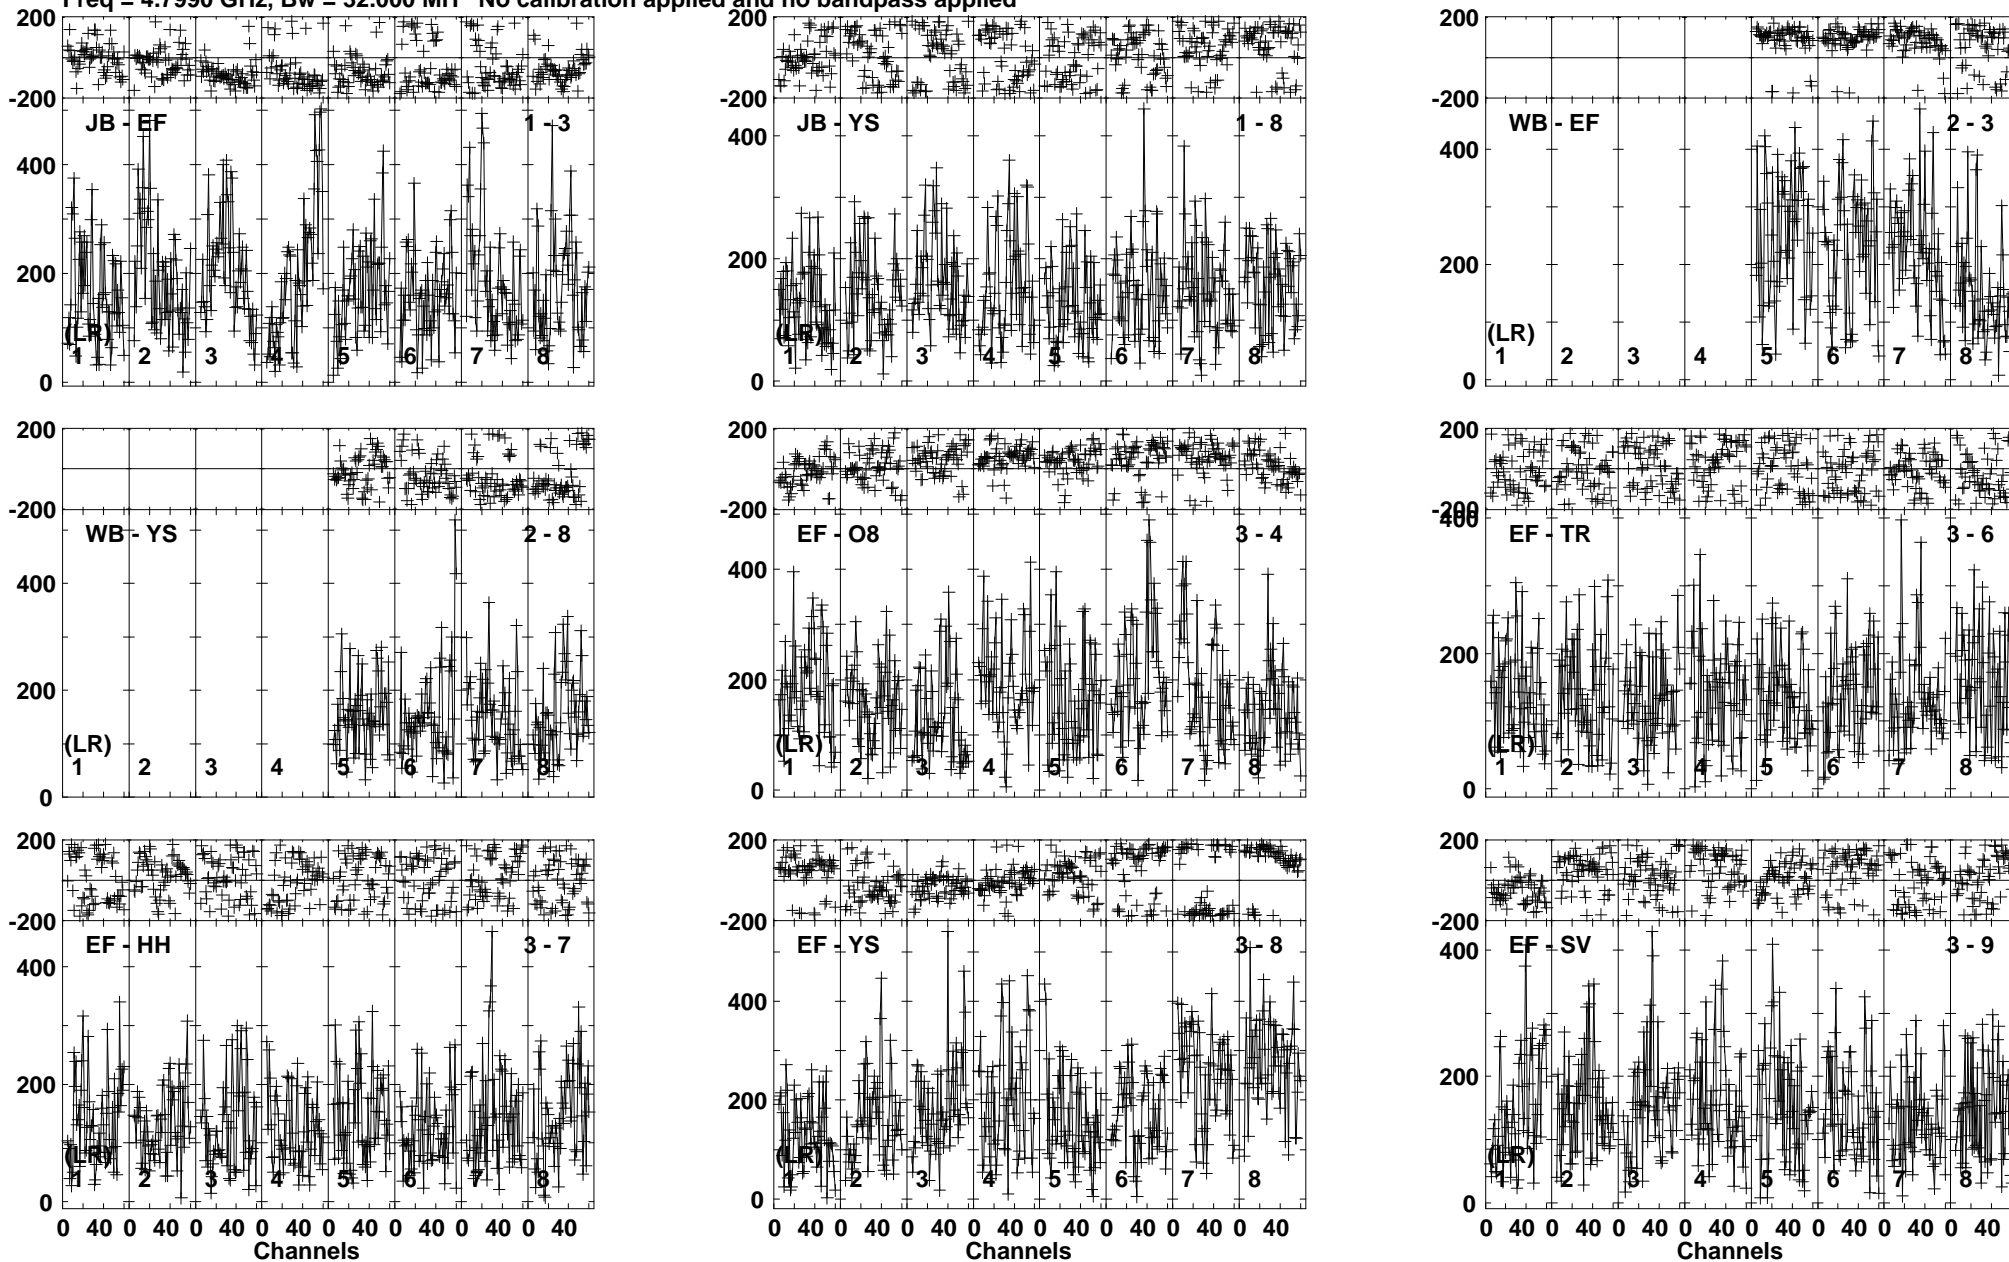 Freq = 4.7990 GHz, Bw = 32.000 MH No calibration applied and no bandpass applied
200 200 200
-200 -200 -200
JB - EF 1 - 3 JB - YS 1 - 8 WB - EF 2 - 3
400 400 400
200 200 200
(LR) (LR) (LR)
1 2 3 4 5 6 7 8 1 2 3 4 5 6 7 8 1 2 3 4 5 6 7 8
0 0 0
200 200 200
-200 -200 -200
WB - YS 2 - 8 EF - O8 3 - 4 EF - TR 3 - 6
400 400 400
200 200 200
(LR) (LR) (LR)
1 2 3 4 5 6 7 8 1 2 3 4 5 6 7 8 1 2 3 4 5 6 7 8
0 0 0
200 200 200
-200 -200 -200
EF - HH 3 - 7 EF - YS 3 - 8 EF - SV 3 - 9
400 400 400
200 200 200
(LR) (LR) (LR)
1 2 3 4 5 6 7 8 1 2 3 4 5 6 7 8 1 2 3 4 5 6 7 8
0 0 0
0 40 0 40 0 40 0 40 0 40 0 40 0 40 0 40 0 40 0 40 0 40 0 40 0 40 0 40 0 40 0 40 0 40 0 40 0 40 0 40 0 40 0 40 0 40 0 40
Channels Channels Channels